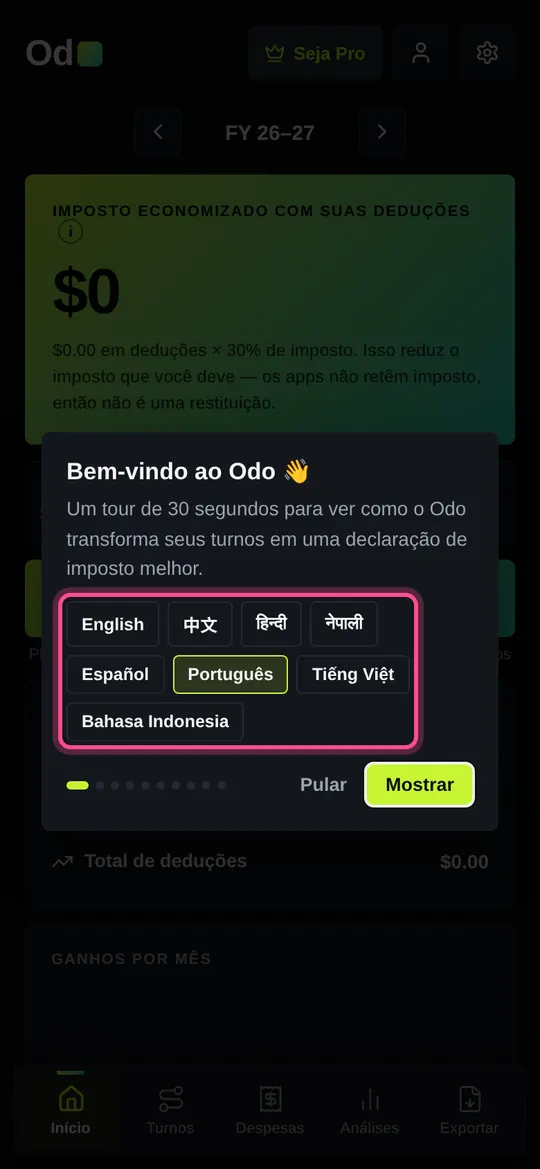 Odo
Seja Pro
FY 26–27
IMPOSTO ECONOMIZADO COM SUAS DEDUÇÕES
$0
$0.00 em deduções × 30% de imposto. Isso reduz o
imposto que você deve — os apps não retêm imposto,
então não é uma restituição.
Bem-vindo ao Odo 👋
Um tour de 30 segundos para ver como o Odo
transforma seus turnos em uma declaração de
imposto melhor.
English 中文 हिन्दी नेपाली
Español Português Tiếng Việt
Bahasa Indonesia
Pular Mostrar
Total de deduções $0.00
GANHOS POR MÊS
Início Turnos Despesas Análises Exportar